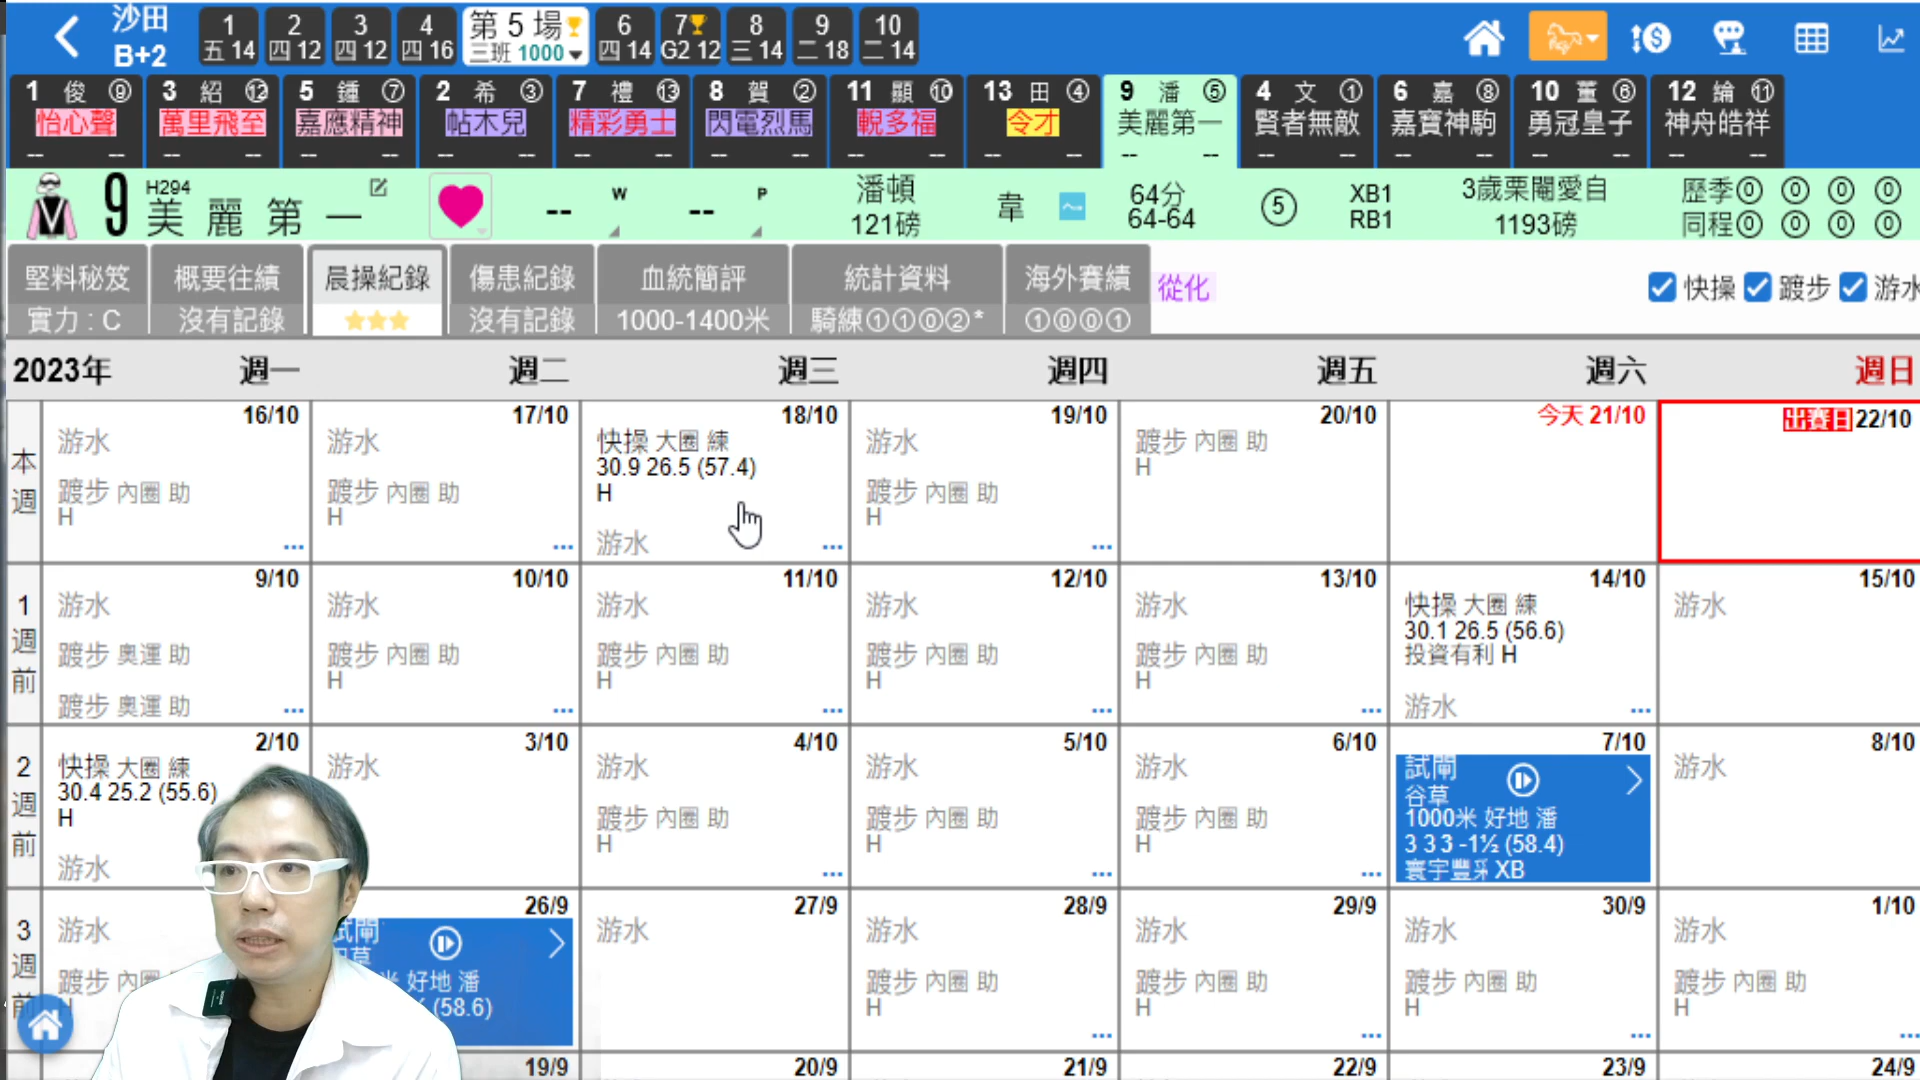 沙田
B+2
1
五 14
2
四 12
3
四 12
4
四 16
第 5 場
三班 1000
6
四 14
7
G2 12
8
三 14
9
二 18
10
二 14
1 俊 ⑨
怡心聲
-- --
3 紹 ⑫
萬里飛至
-- --
5 鍾 ⑦
嘉應精神
-- --
2 希 ③
帖木兒
-- --
7 禮 ⑬
精彩勇士
-- --
8 賀 ②
閃電烈馬
-- --
11 顯 ⑩
輗多福
-- --
13 田 ④
令才
-- --
9 潘 ⑤
美麗第一
-- --
4 文 ①
賢者無敵
-- --
6 嘉 ⑧
嘉寶神駒
-- --
10 董 ⑥
勇冠皇子
-- --
12 綸 ⑪
神舟皓祥
-- --
9
H294
美 麗 第 一
-- W
-- P
潘頓
121磅
韋
64分
64-64
⑤
XB1
RB1
3歲栗閹愛自
1193磅
歷季⓪ ⓪ ⓪ ⓪
同程⓪ ⓪ ⓪ ⓪
堅料秘笈
實力 : C
概要往績
沒有記錄
晨操紀錄
傷患紀錄
沒有記錄
血統簡評
1000-1400米
統計資料
騎練①①⓪②*
海外賽績
①⓪⓪①
從化
快操
踱步
游水
2023年 週一 週二 週三 週四 週五 週六 週日
本週
16/10
游水
踱步 內圈 助
H
...
17/10
游水
踱步 內圈 助
H
...
18/10
快操 大圈 練
30.9 26.5 (57.4)
H
游水
...
19/10
游水
踱步 內圈 助
H
...
20/10
踱步 內圈 助
H
今天 21/10
出賽日 22/10
1週前
9/10
游水
踱步 奧運 助
踱步 奧運 助
...
10/10
游水
踱步 內圈 助
H
...
11/10
游水
踱步 內圈 助
H
...
12/10
游水
踱步 內圈 助
H
...
13/10
游水
踱步 內圈 助
H
...
14/10
快操 大圈 練
30.1 26.5 (56.6)
投資有利 H
游水
...
15/10
游水
2週前
2/10
快操 大圈 練
30.4 25.2 (55.6)
H
游水
3/10
游水
4/10
游水
踱步 內圈 助
H
...
5/10
游水
踱步 內圈 助
H
...
6/10
游水
踱步 內圈 助
H
...
7/10
試閘
谷草
1000米 好地 潘
3 3 3 -1½ (58.4)
寰宇豐采 XB
8/10
游水
3週前
游水
踱步 內圈
H
26/9
試閘
米 好地 潘
(58.6)
27/9
游水
28/9
游水
踱步 內圈 助
H
...
29/9
游水
踱步 內圈 助
H
...
30/9
游水
踱步 內圈 助
H
...
1/10
游水
踱步 內圈 助
H
...
19/9
20/9
21/9
22/9
23/9
24/9